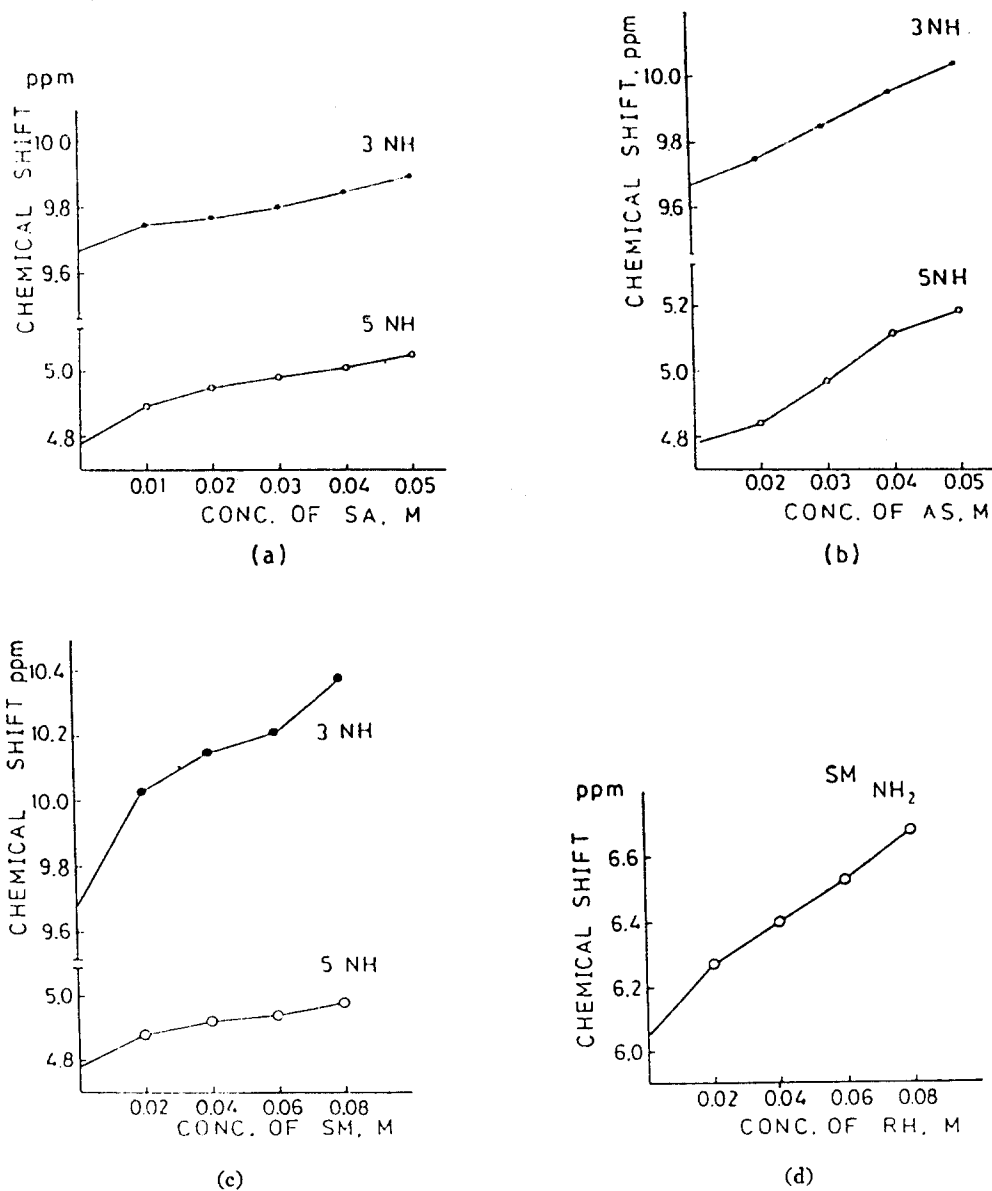 ppm
CHEMICAL SHIFT
10.0
9.8
9.6
5.0
4.8
3 NH
5 NH
0.01 0.02 0.03 0.04 0.05
CONC. OF SA, M
(a)
CHEMICAL SHIFT, ppm
10.0
9.8
9.6
5.2
5.0
4.8
3NH
5NH
0.02 0.03 0.04 0.05
CONC. OF AS, M
(b)
CHEMICAL SHIFT ppm
10.4
10.2
10.0
9.8
9.6
5.0
4.8
3 NH
5 NH
0.02 0.04 0.06 0.08
CONC. OF SM, M
(c)
ppm
CHEMICAL SHIFT
6.6
6.4
6.2
6.0
SM
NH₂
0.02 0.04 0.06 0.08
CONC. OF RH, M
(d)